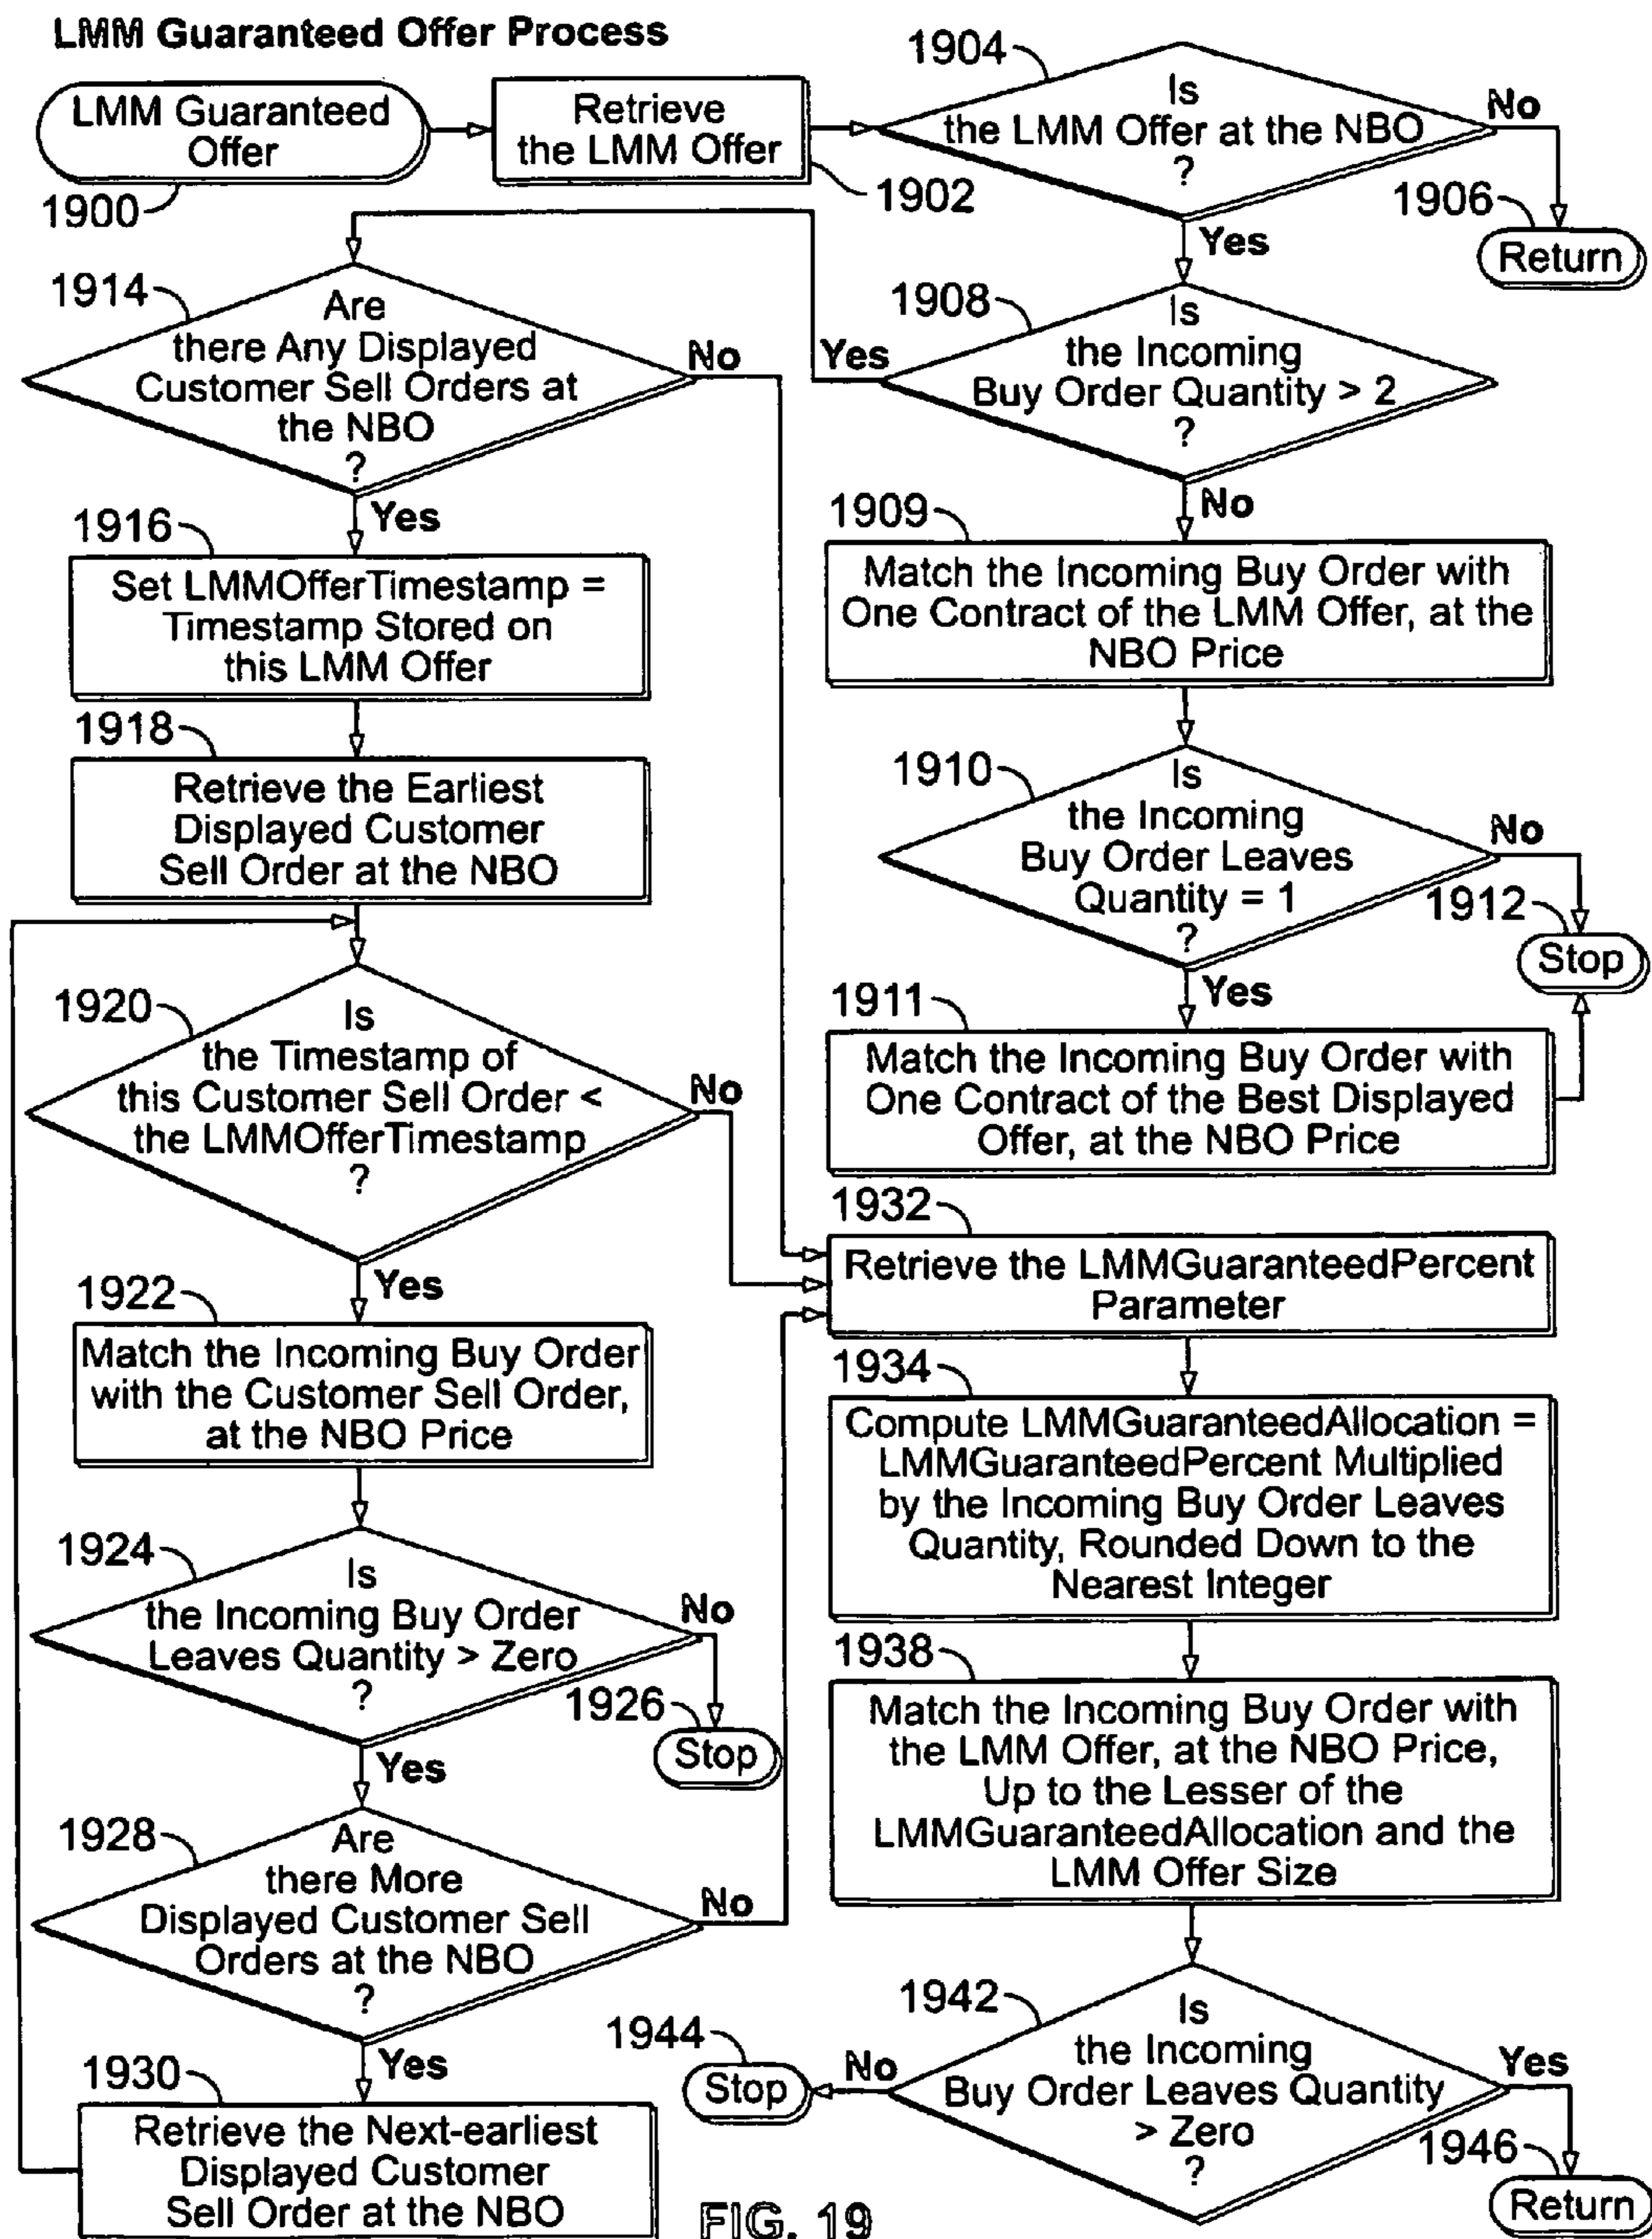 LMM Guaranteed Offer Process
LMM Guaranteed
Offer
1900
Retrieve
the LMM Offer
1902
1904
Is
the LMM Offer at the NBO
?
No
1906
Return
Yes
1908
Is
the Incoming
Buy Order Quantity > 2
?
Yes
No
1909
Match the Incoming Buy Order with
One Contract of the LMM Offer, at the
NBO Price
1910
Is
the Incoming
Buy Order Leaves
Quantity = 1
?
No
1912
Stop
Yes
1911
Match the Incoming Buy Order with
One Contract of the Best Displayed
Offer, at the NBO Price
1914
Are
there Any Displayed
Customer Sell Orders at
the NBO
?
No
Yes
1916
Set LMMOfferTimestamp =
Timestamp Stored on
this LMM Offer
1918
Retrieve the Earliest
Displayed Customer
Sell Order at the NBO
1920
Is
the Timestamp of
this Customer Sell Order <
the LMMOfferTimestamp
?
No
Yes
1922
Match the Incoming Buy Order
with the Customer Sell Order,
at the NBO Price
1924
Is
the Incoming Buy Order
Leaves Quantity > Zero
?
No
1926
Stop
Yes
1928
Are
there More
Displayed Customer Sell
Orders at the NBO
?
No
Yes
1930
Retrieve the Next-earliest
Displayed Customer
Sell Order at the NBO
1932
Retrieve the LMMGuaranteedPercent
Parameter
1934
Compute LMMGuaranteedAllocation =
LMMGuaranteedPercent Multiplied
by the Incoming Buy Order Leaves
Quantity, Rounded Down to the
Nearest Integer
1938
Match the Incoming Buy Order with
the LMM Offer, at the NBO Price,
Up to the Lesser of the
LMMGuaranteedAllocation and the
LMM Offer Size
1942
Is
the Incoming
Buy Order Leaves Quantity
> Zero
?
1944
No
Stop
Yes
1946
Return
FIG. 19